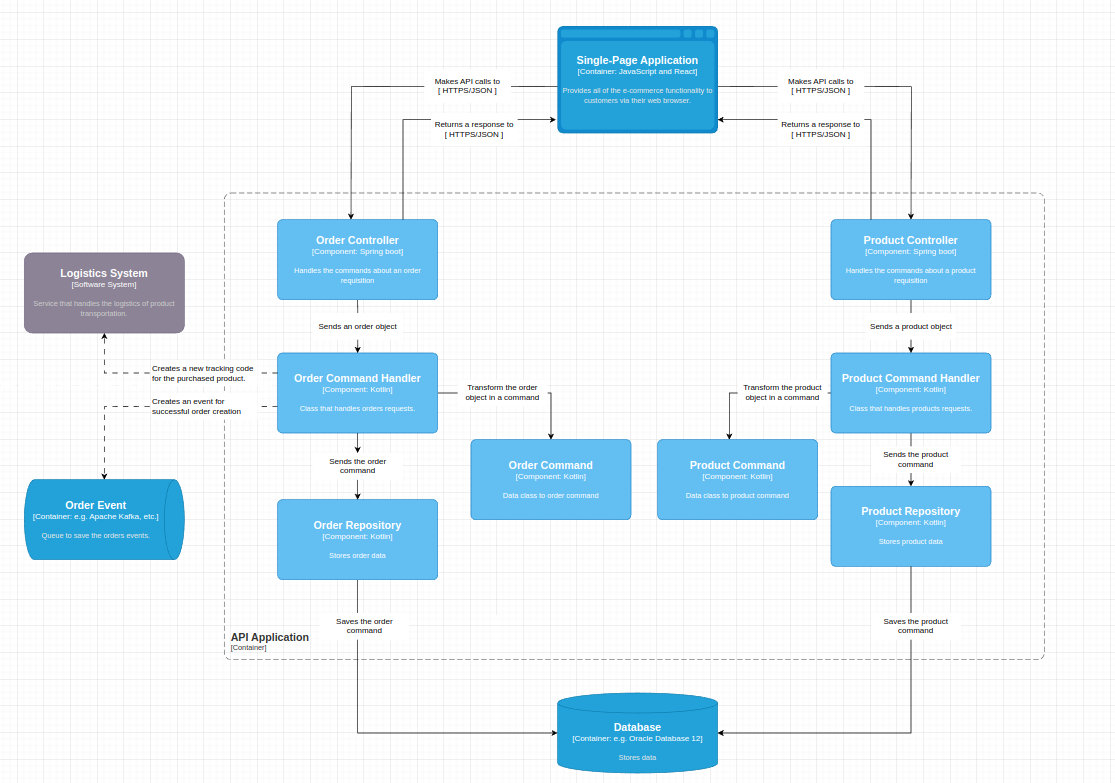 Single-Page Application
[Container: JavaScript and React]
Provides all of the e-commerce functionality to
customers via their web browser.
Makes API calls to
[ HTTPS/JSON ]
Returns a response to
[ HTTPS/JSON ]
Makes API calls to
[ HTTPS/JSON ]
Returns a response to
[ HTTPS/JSON ]
Order Controller
[Component: Spring boot]
Handles the commands about an order
requisition
Product Controller
[Component: Spring boot]
Handles the commands about a product
requisition
Logistics System
[Software System]
Service that handles the logistics of product
transportation.
Sends an order object
Sends a product object
Creates a new tracking code
for the purchased product.
Creates an event for
successful order creation
Order Command Handler
[Component: Kotlin]
Class that handles orders requests.
Transform the order
object in a command
Transform the product
object in a command
Product Command Handler
[Component: Kotlin]
Class that handles products requests.
Sends the order
command
Order Command
[Component: Kotlin]
Data class to order command
Product Command
[Component: Kotlin]
Data class to product command
Sends the product
command
Order Event
[Container: e.g. Apache Kafka, etc.]
Queue to save the orders events.
Order Repository
[Component: Kotlin]
Stores order data
Product Repository
[Component: Kotlin]
Stores product data
Saves the order
command
Saves the product
command
API Application
[Container]
Database
[Container: e.g. Oracle Database 12]
Stores data